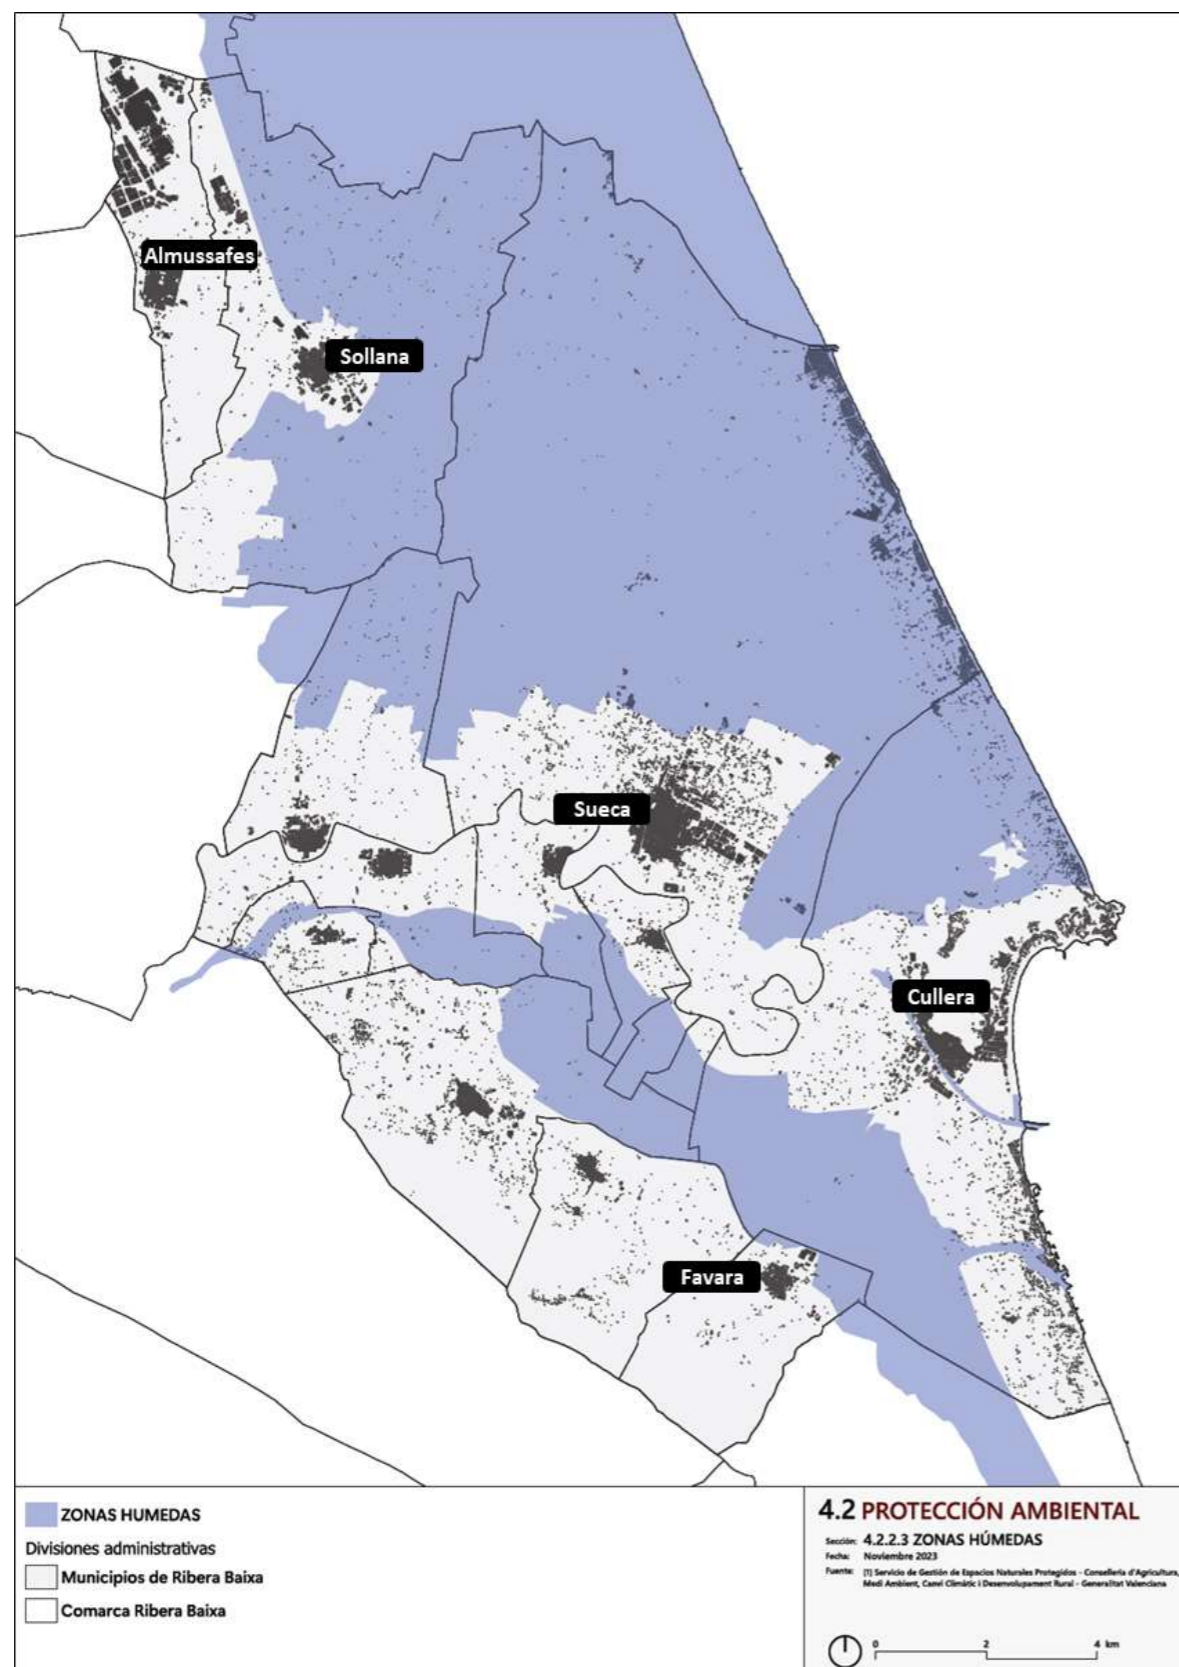 Almussafes
Sollana
Sueca
Cullera
Favara
ZONAS HUMEDAS
Divisiones administrativas
Municipios de Ribera Baixa
Comarca Ribera Baixa
4.2 PROTECCIÓN AMBIENTAL
Sección: 4.2.2.3 ZONAS HÚMEDAS
Fecha: Noviembre 2023
Fuente: [1] Servicio de Gestión de Espacios Naturales Protegidos - Conselleria d'Agricultura,
Medi Ambient, Canvi Climàtic i Desenvolupament Rural - Generalitat Valenciana
0 2 4 km